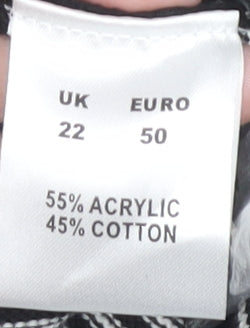 UK EURO
22 50
55% ACRYLIC
45% COTTON